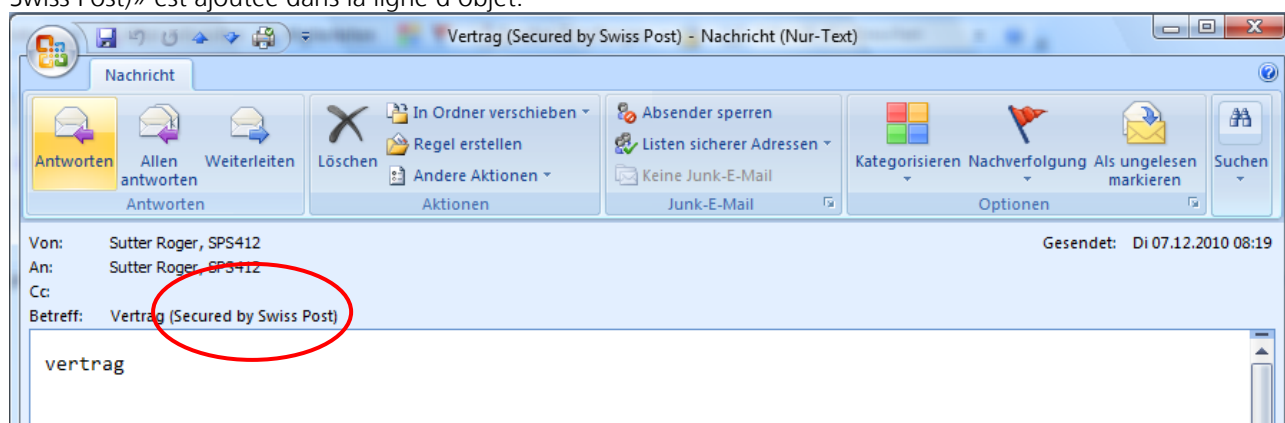 Swiss Post)» est ajoutée dans la ligne d'objet.
Vertrag (Secured by Swiss Post) - Nachricht (Nur-Text)
Nachricht
Antworten
Allen antworten
Weiterleiten
Antworten
Löschen
In Ordner verschieben
Regel erstellen
Andere Aktionen
Aktionen
Absender sperren
Listen sicherer Adressen
Keine Junk-E-Mail
Junk-E-Mail
Kategorisieren
Nachverfolgung
Als ungelesen markieren
Optionen
Suchen
Von: Sutter Roger, SPS412
Gesendet: Di 07.12.2010 08:19
An: Sutter Roger, SPS412
Cc:
Betreff: Vertrag (Secured by Swiss Post)
vertrag